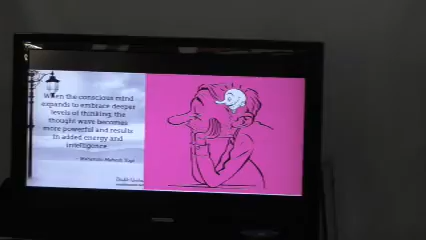 When the conscious mind
expands to embrace deeper
levels of thinking, the
thought wave becomes
more powerful and results
in added energy and
intelligence
- Maharishi Mahesh Yogi